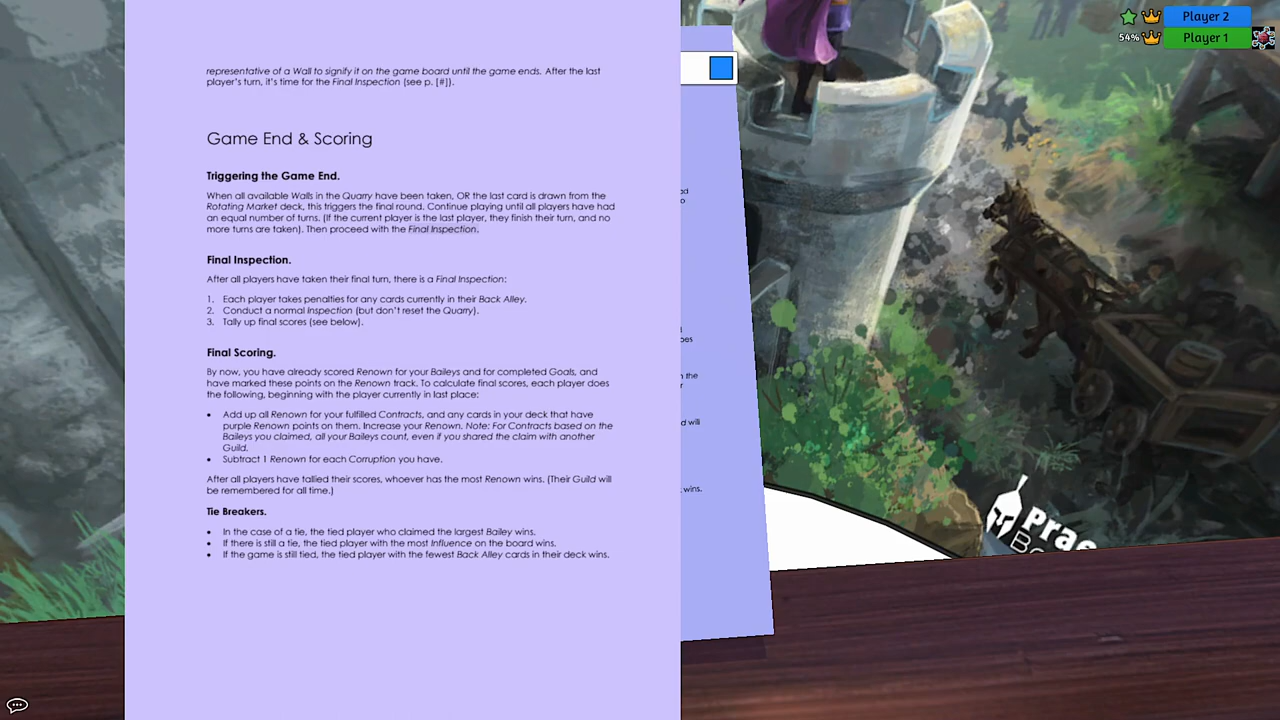 representative of a Wall to signify it on the game board until the game ends. After the last
player's turn, it's time for the Final Inspection (see p. [#]).
Game End & Scoring
Triggering the Game End.
When all available Walls in the Quarry have been taken, OR the last card is drawn from the
Rotating Market deck, this triggers the final round. Continue playing until all players have had
an equal number of turns. (If the current player is the last player, they finish their turn, and no
more turns are taken). Then proceed with the Final Inspection.
Final Inspection.
After all players have taken their final turn, there is a Final Inspection:
1. Each player takes penalties for any cards currently in their Back Alley.
2. Conduct a normal Inspection (but don't reset the Quarry).
3. Tally up final scores (see below).
Final Scoring.
By now, you have already scored Renown for your Baileys and for completed Goals, and
have marked these points on the Renown track. To calculate final scores, each player does
the following, beginning with the player currently in last place:
• Add up all Renown for your fulfilled Contracts, and any cards in your deck that have
purple Renown points on them. Increase your Renown. Note: For Contracts based on the
Baileys you claimed, all your Baileys count, even if you shared the claim with another
Guild.
• Subtract 1 Renown for each Corruption you have.
After all players have tallied their scores, whoever has the most Renown wins. (Their Guild will
be remembered for all time.)
Tie Breakers.
• In the case of a tie, the tied player who claimed the largest Bailey wins.
• If there is still a tie, the tied player with the most Influence on the board wins.
• If the game is still tied, the tied player with the fewest Back Alley cards in their deck wins.
n the
d will
wins.
Player 2
54%
Player 1